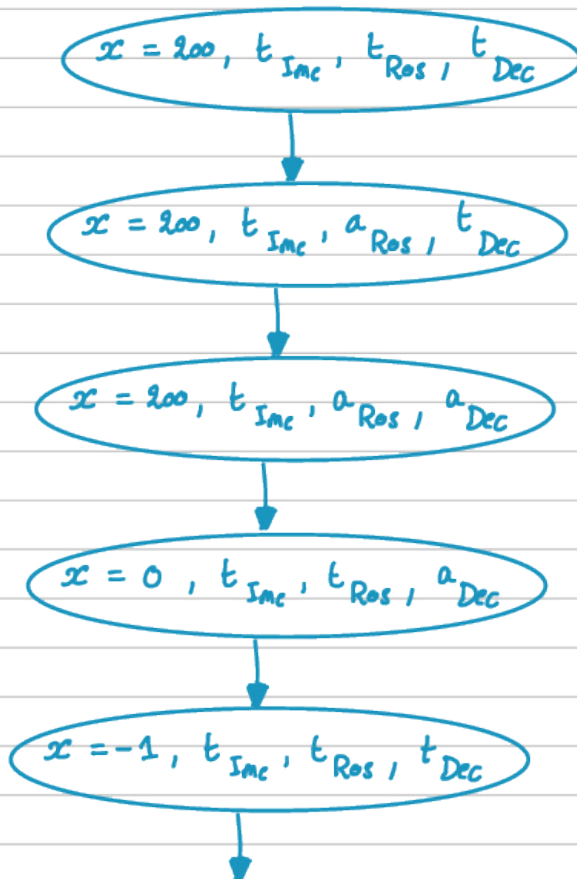 x = 200, t_Inc, t_Res, t_Dec
x = 200, t_Inc, a_Res, t_Dec
x = 200, t_Inc, a_Res, a_Dec
x = 0, t_Inc, t_Res, a_Dec
x = -1, t_Inc, t_Res, t_Dec